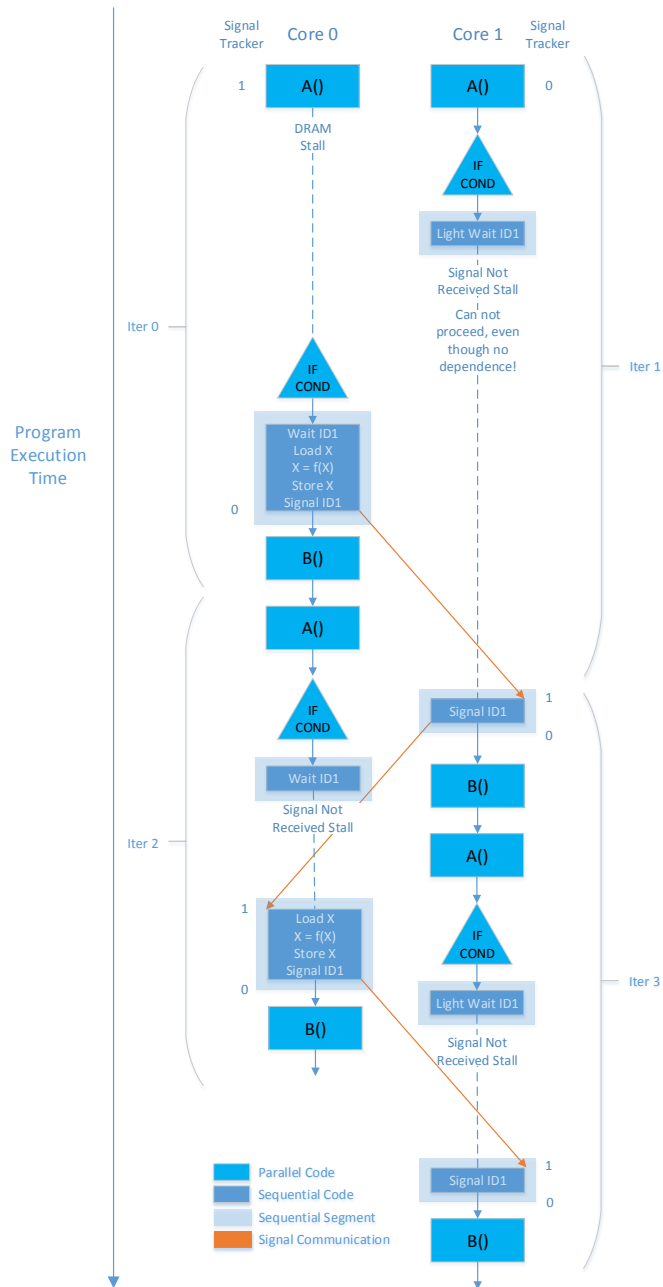 Signal
Tracker
Core 0
Core 1
Signal
Tracker
1
A()
A()
0
DRAM
Stall
IF
COND
Light Wait ID1
Signal Not
Received Stall
Can not
proceed, even
though no
dependence!
Iter 0
IF
COND
Iter 1
Program
Execution
Time
Wait ID1
Load X
X = f(X)
Store X
Signal ID1
0
B()
A()
IF
COND
1
Signal ID1
0
Wait ID1
B()
Signal Not
Received Stall
Iter 2
A()
1
Load X
X = f(X)
Store X
Signal ID1
0
IF
COND
Iter 3
Light Wait ID1
B()
Signal Not
Received Stall
1
Signal ID1
0
B()
Parallel Code
Sequential Code
Sequential Segment
Signal Communication